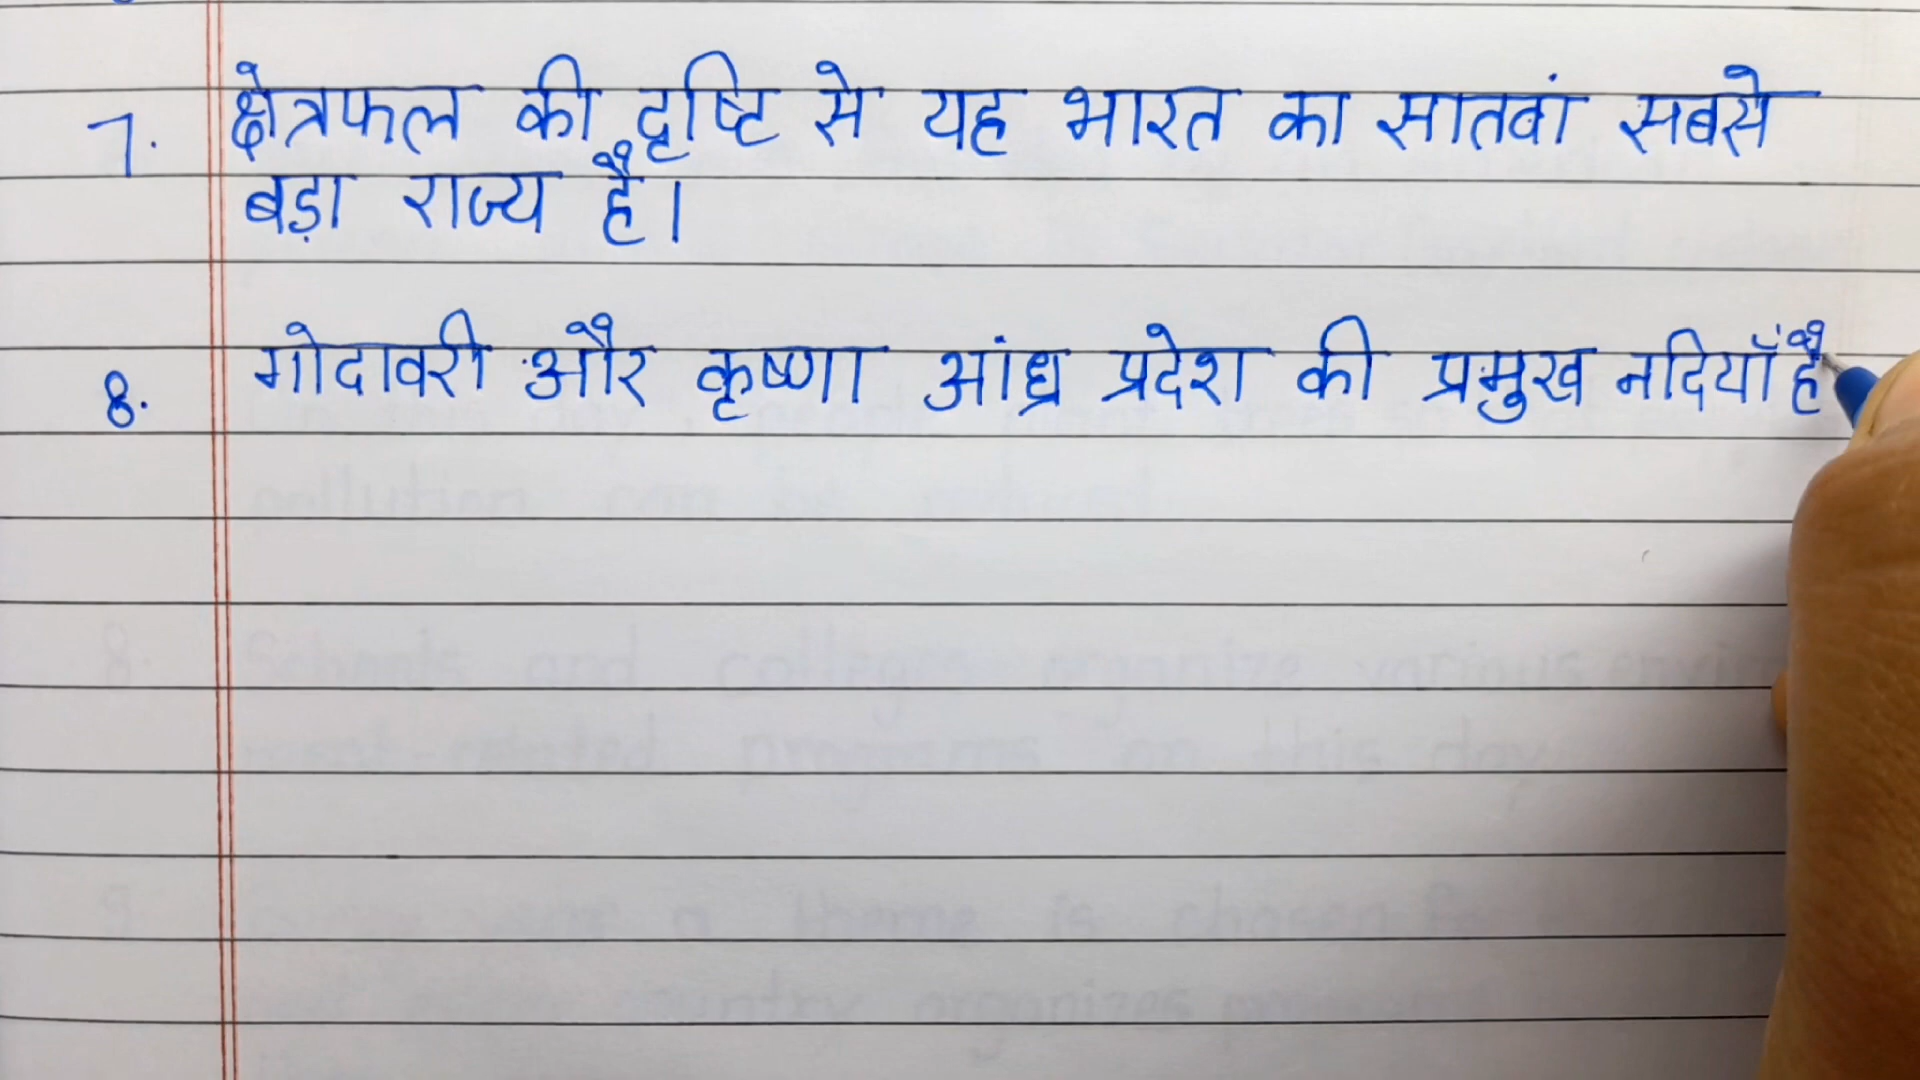 7. क्षेत्रफल की दृष्टि से यह भारत का सातवां सबसे
बड़ा राज्य है।
8. गोदावरी और कृष्णा आंध्र प्रदेश की प्रमुख नदियाँ है